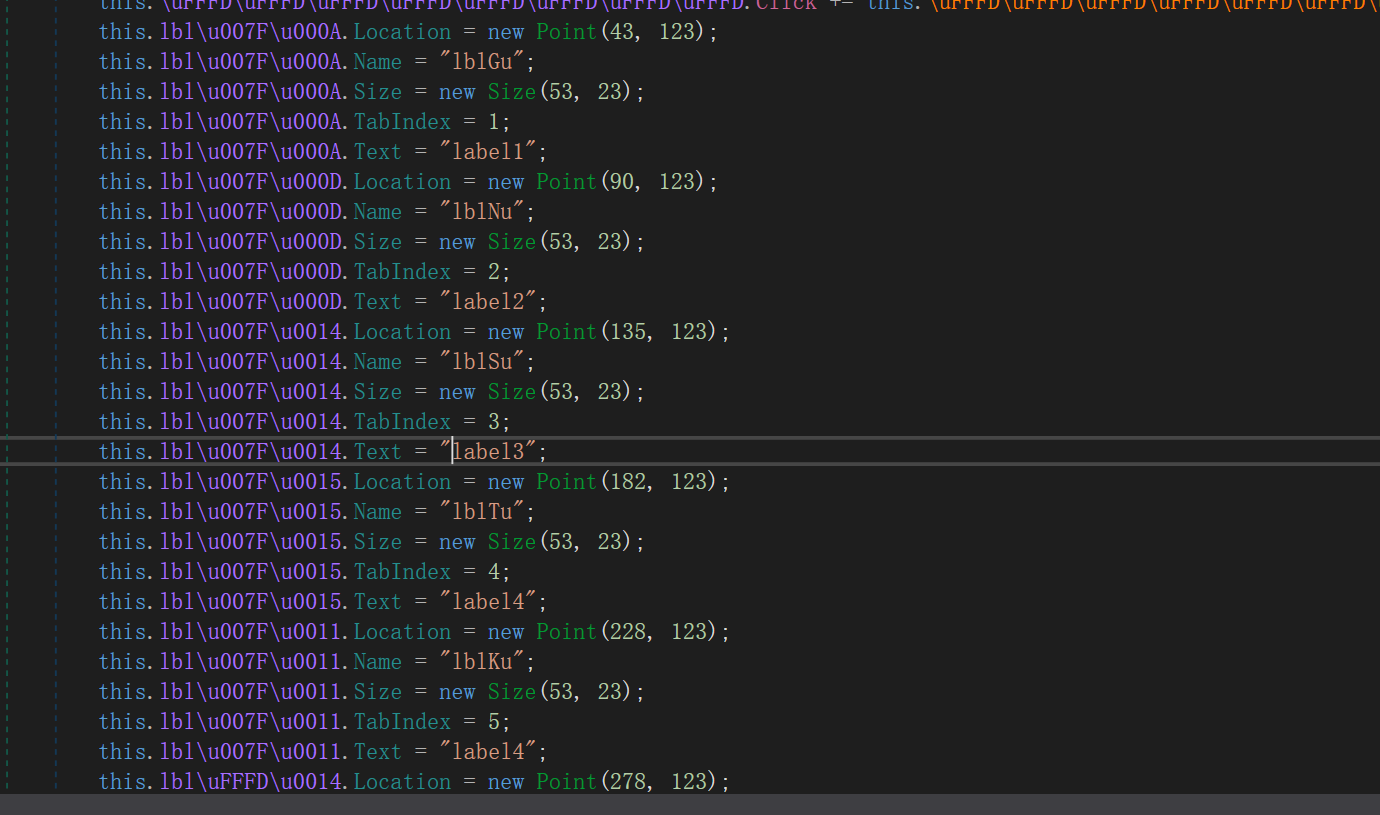 this.\uFFFD\uFFFD\uFFFD\uFFFD\uFFFD\uFFFD\uFFFD\uFFFD.Click += this.\uFFFD\uFFFD\uFFFD\uFFFD\uFFFD\uFFFD\uFFFD\
this.lbl\u007F\u000A.Location = new Point(43, 123);
this.lbl\u007F\u000A.Name = "lblGu";
this.lbl\u007F\u000A.Size = new Size(53, 23);
this.lbl\u007F\u000A.TabIndex = 1;
this.lbl\u007F\u000A.Text = "label1";
this.lbl\u007F\u000D.Location = new Point(90, 123);
this.lbl\u007F\u000D.Name = "lblNu";
this.lbl\u007F\u000D.Size = new Size(53, 23);
this.lbl\u007F\u000D.TabIndex = 2;
this.lbl\u007F\u000D.Text = "label2";
this.lbl\u007F\u0014.Location = new Point(135, 123);
this.lbl\u007F\u0014.Name = "lblSu";
this.lbl\u007F\u0014.Size = new Size(53, 23);
this.lbl\u007F\u0014.TabIndex = 3;
this.lbl\u007F\u0014.Text = "label3";
this.lbl\u007F\u0015.Location = new Point(182, 123);
this.lbl\u007F\u0015.Name = "lblTu";
this.lbl\u007F\u0015.Size = new Size(53, 23);
this.lbl\u007F\u0015.TabIndex = 4;
this.lbl\u007F\u0015.Text = "label4";
this.lbl\u007F\u0011.Location = new Point(228, 123);
this.lbl\u007F\u0011.Name = "lblKu";
this.lbl\u007F\u0011.Size = new Size(53, 23);
this.lbl\u007F\u0011.TabIndex = 5;
this.lbl\u007F\u0011.Text = "label4";
this.lbl\uFFFD\u0014.Location = new Point(278, 123);